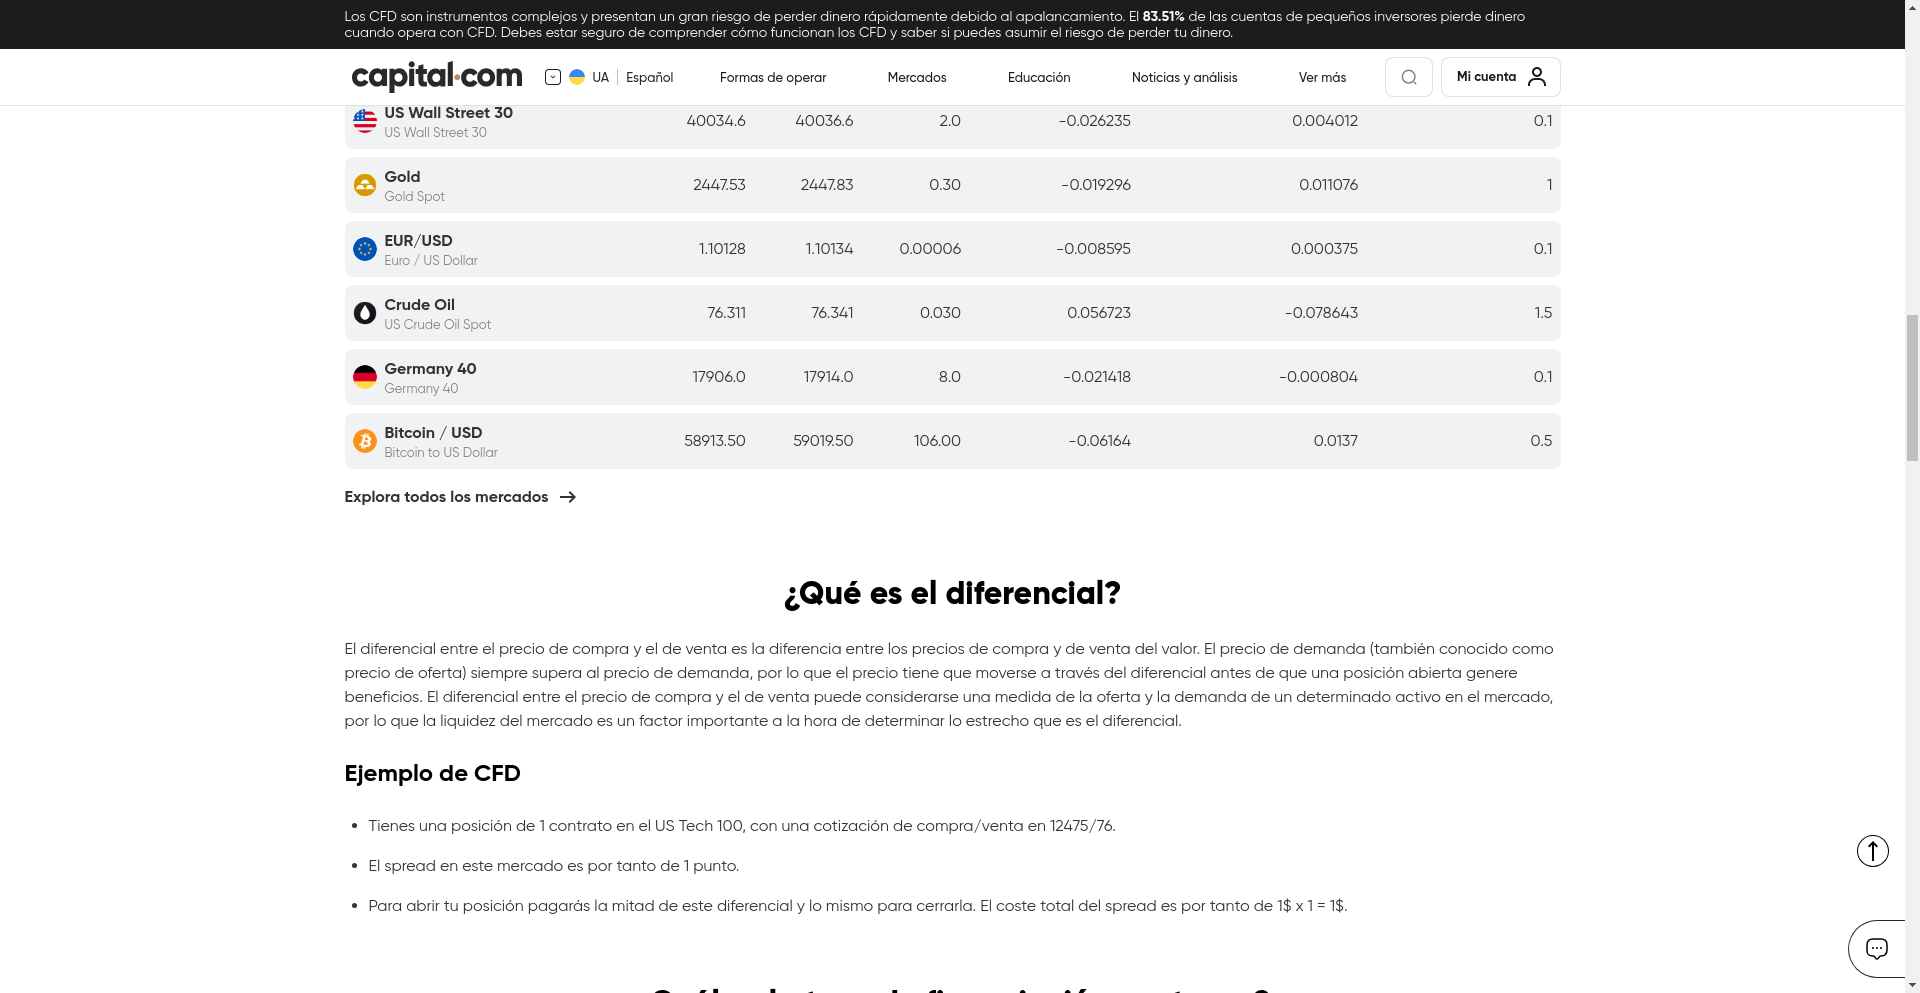 Los CFD son instrumentos complejos y presentan un gran riesgo de perder dinero rápidamente debido al apalancamiento. El 83.51% de las cuentas de pequeños inversores pierde dinero
cuando opera con CFD. Debes estar seguro de comprender cómo funcionan los CFD y saber si puedes asumir el riesgo de perder tu dinero.
capital.com UA Español Formas de operar Mercados Educación Noticias y análisis Ver más Mi cuenta
US Wall Street 30
US Wall Street 30 40034.6 40036.6 2.0 -0.026235 0.004012 0.1
Gold
Gold Spot 2447.53 2447.83 0.30 -0.019296 0.011076 1
EUR/USD
Euro / US Dollar 1.10128 1.10134 0.00006 -0.008595 0.000375 0.1
Crude Oil
US Crude Oil Spot 76.311 76.341 0.030 0.056723 -0.078643 1.5
Germany 40
Germany 40 17906.0 17914.0 8.0 -0.021418 -0.000804 0.1
Bitcoin / USD
Bitcoin to US Dollar 58913.50 59019.50 106.00 -0.06164 0.0137 0.5
Explora todos los mercados
¿Qué es el diferencial?
El diferencial entre el precio de compra y el de venta es la diferencia entre los precios de compra y de venta del valor. El precio de demanda (también conocido como
precio de oferta) siempre supera al precio de demanda, por lo que el precio tiene que moverse a través del diferencial antes de que una posición abierta genere
beneficios. El diferencial entre el precio de compra y el de venta puede considerarse una medida de la oferta y la demanda de un determinado activo en el mercado,
por lo que la liquidez del mercado es un factor importante a la hora de determinar lo estrecho que es el diferencial.
Ejemplo de CFD
• Tienes una posición de 1 contrato en el US Tech 100, con una cotización de compra/venta en 12475/76.
• El spread en este mercado es por tanto de 1 punto.
• Para abrir tu posición pagarás la mitad de este diferencial y lo mismo para cerrarla. El coste total del spread es por tanto de 1$ x 1 = 1$.